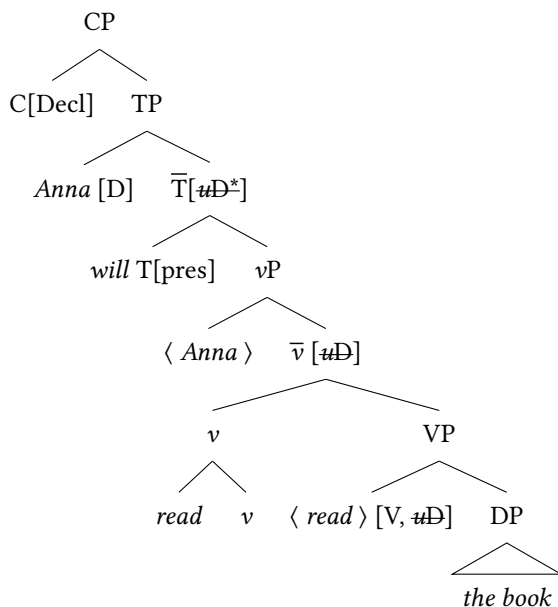 CP
C[Decl] TP
Anna [D] T̅[uD*]
will T[pres] vP
⟨ Anna ⟩ v̅ [uD]
v VP
read v ⟨ read ⟩ [V, uD] DP
the book